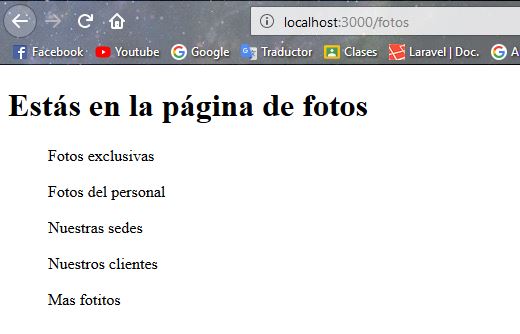 localhost:3000/fotos
Facebook Youtube Google Traductor Clases Laravel | Doc. A
Estás en la página de fotos
Fotos exclusivas
Fotos del personal
Nuestras sedes
Nuestros clientes
Mas fotitos